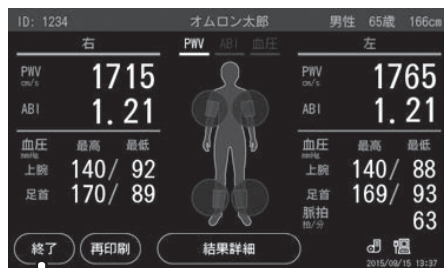 ID: 1234 オムロン太郎 男性 65歳 166cm
右 PWV ABI 血圧 左
PWV cm/s 1715 PWV cm/s 1765
ABI 1.21 ABI 1.21
血圧 mmHg 最高 最低 血圧 mmHg 最高 最低
上腕 140/ 92 上腕 140/ 88
足首 170/ 89 足首 169/ 93
脈拍 拍/分 63
終了 再印刷 結果詳細
2015/09/15 13:37